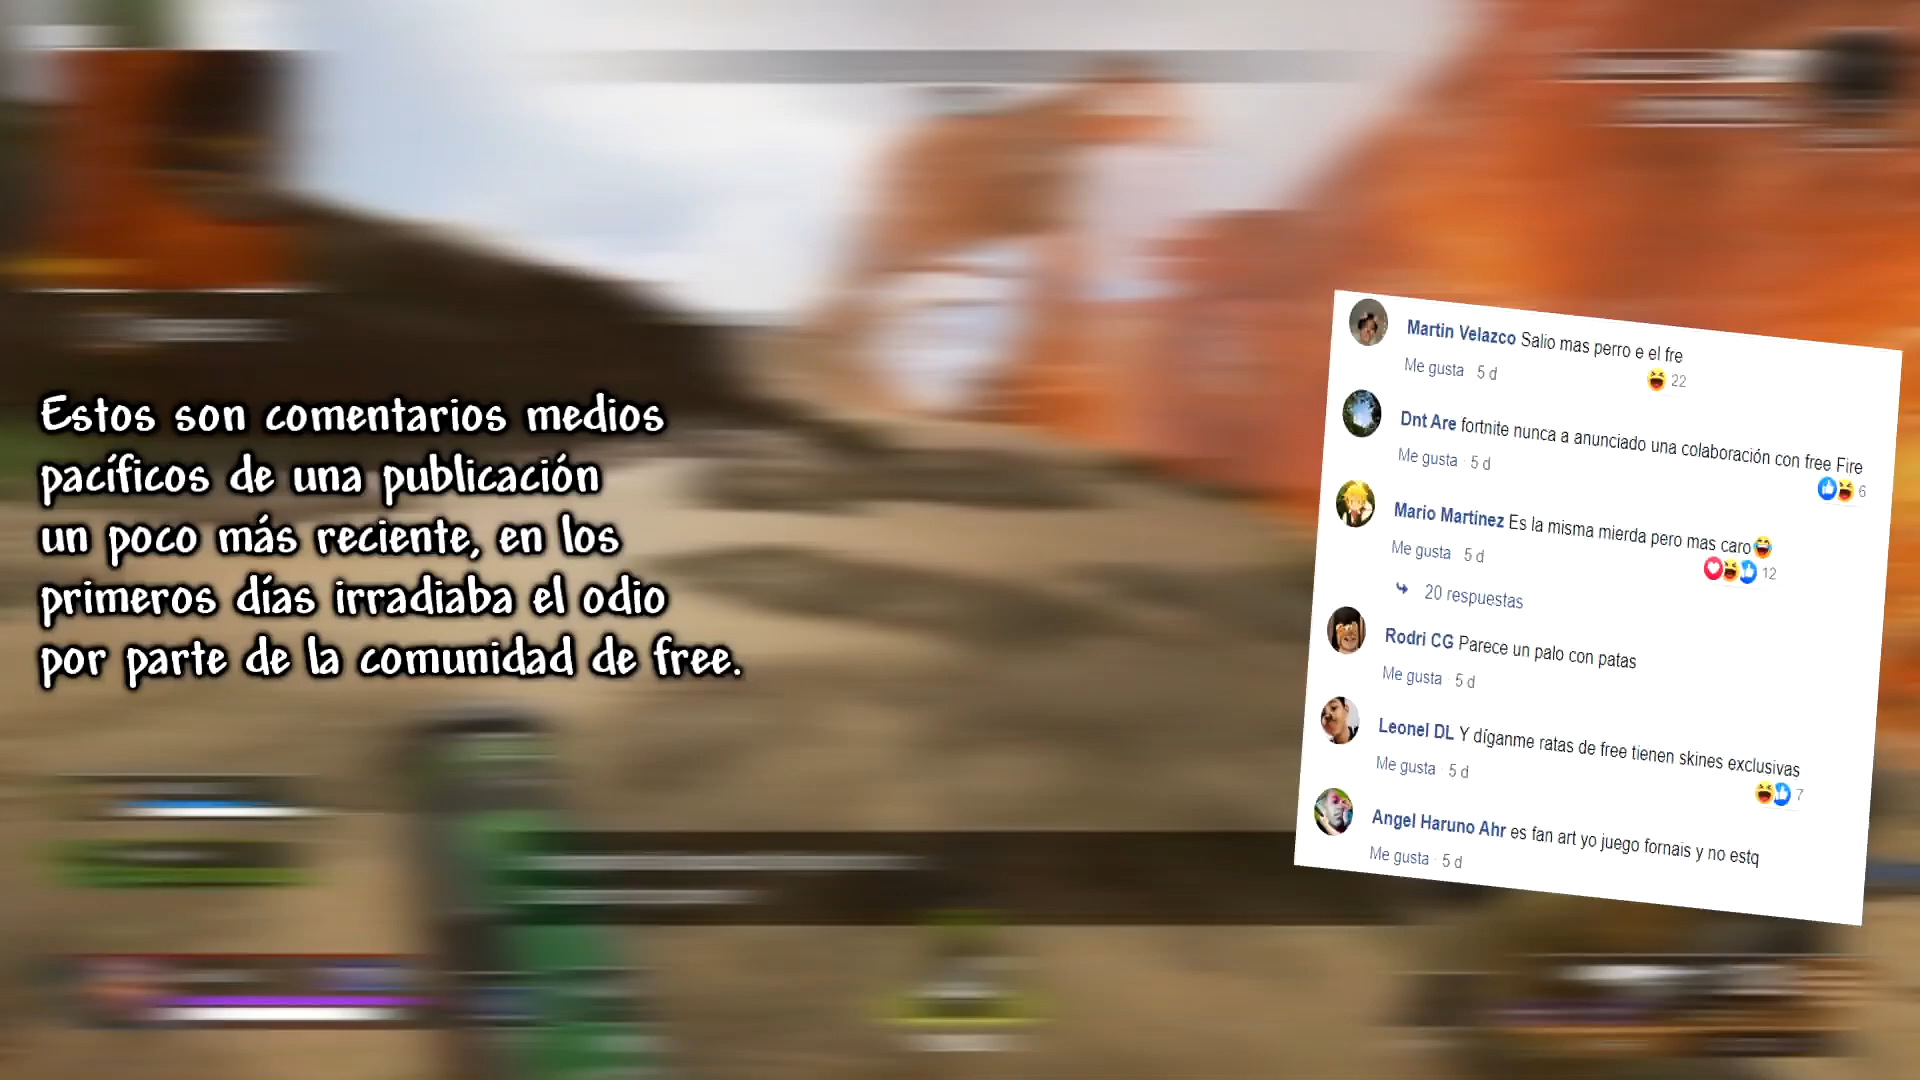 Estos son comentarios medios
pacíficos de una publicación
un poco más reciente, en los
primeros días irradiaba el odio
por parte de la comunidad de free.
Martin Velazco Salio mas perro e el fre
Me gusta · 5 d
22
Dnt Are fortnite nunca a anunciado una colaboración con free Fire
Me gusta · 5 d
6
Mario Martinez Es la misma mierda pero mas caro😂
Me gusta · 5 d
12
20 respuestas
Rodri CG Parece un palo con patas
Me gusta · 5 d
Leonel DL Y díganme ratas de free tienen skines exclusivas
Me gusta · 5 d
7
Angel Haruno Ahr es fan art yo juego fornais y no estq
Me gusta · 5 d